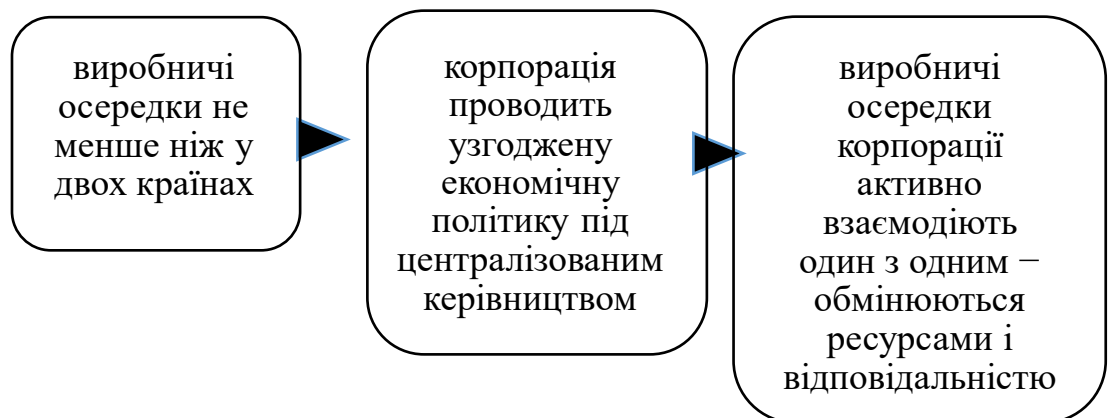 виробничі
осередки не
менше ніж у
двох країнах
корпорація
проводить
узгоджену
економічну
політику під
централізованим
керівництвом
виробничі
осередки
корпорації
активно
взаємодіють
один з одним −
обмінюються
ресурсами і
відповідальністю